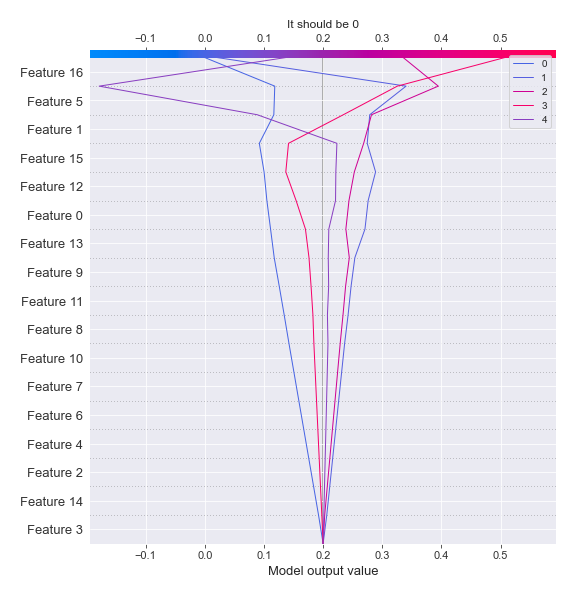 It should be 0
−0.1 0.0 0.1 0.2 0.3 0.4 0.5
0
1
2
3
4
Feature 16
Feature 5
Feature 1
Feature 15
Feature 12
Feature 0
Feature 13
Feature 9
Feature 11
Feature 8
Feature 10
Feature 7
Feature 6
Feature 4
Feature 2
Feature 14
Feature 3
−0.1 0.0 0.1 0.2 0.3 0.4 0.5
Model output value